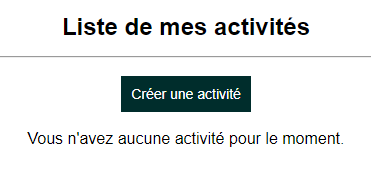 Liste de mes activités
Créer une activité
Vous n'avez aucune activité pour le moment.